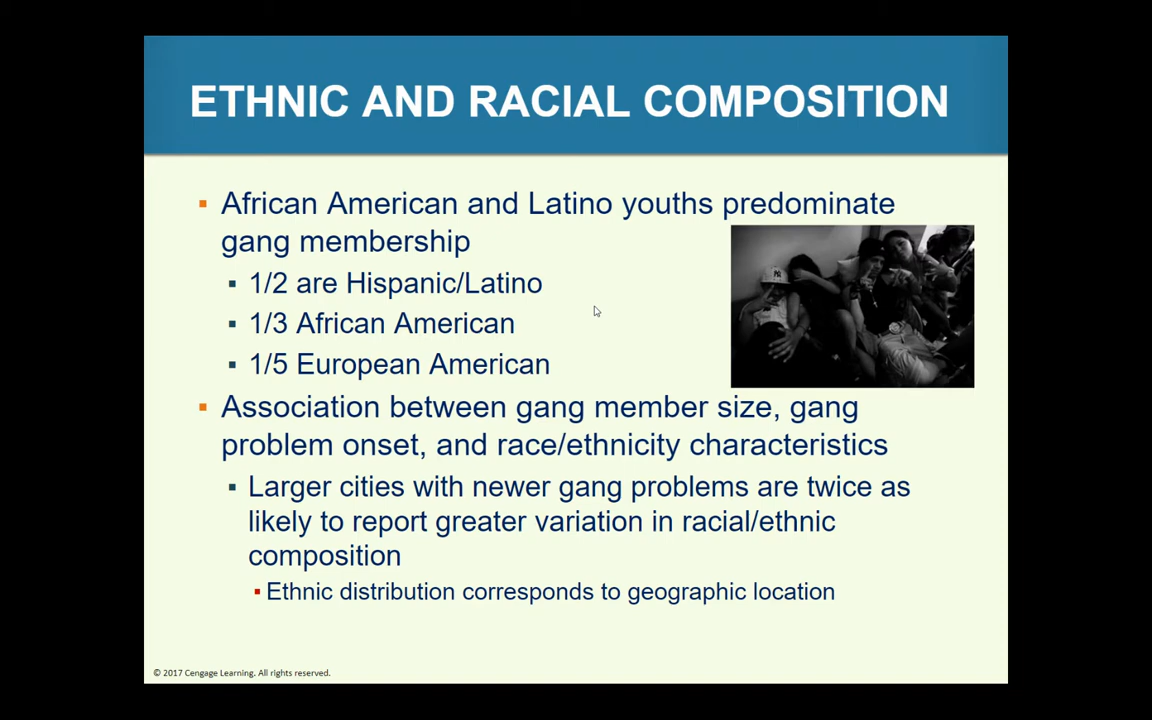 ETHNIC AND RACIAL COMPOSITION
▪ African American and Latino youths predominate
gang membership
▪ 1/2 are Hispanic/Latino
▪ 1/3 African American
▪ 1/5 European American
▪ Association between gang member size, gang
problem onset, and race/ethnicity characteristics
▪ Larger cities with newer gang problems are twice as
likely to report greater variation in racial/ethnic
composition
▪ Ethnic distribution corresponds to geographic location
© 2017 Cengage Learning. All rights reserved.